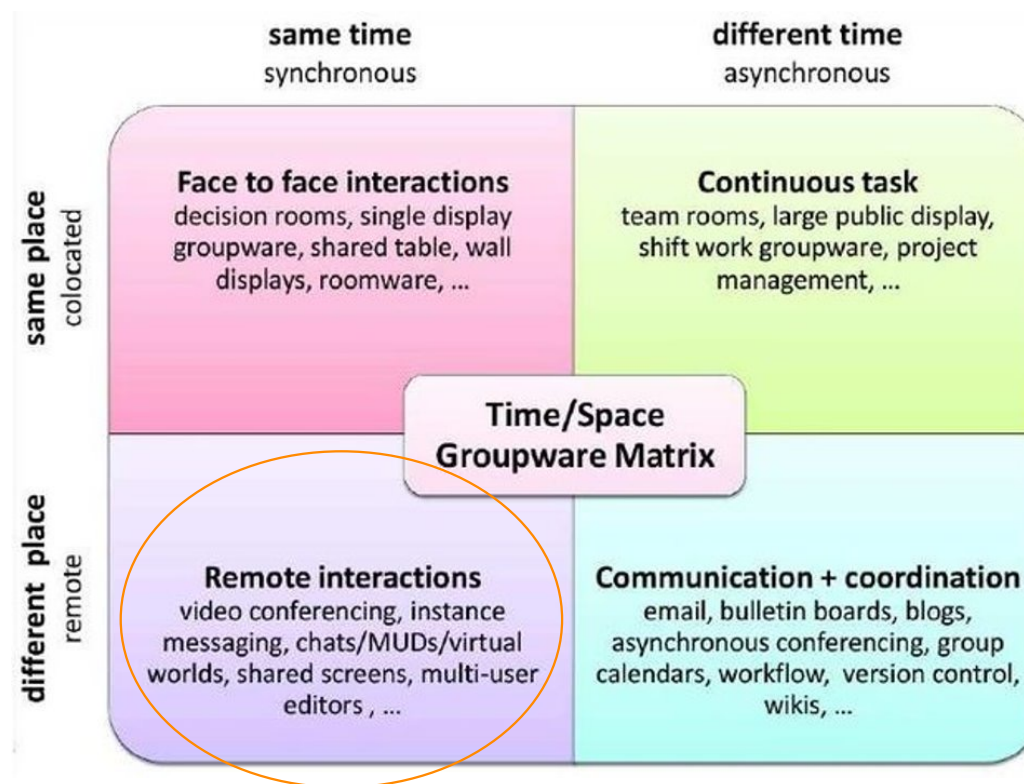 same time
synchronous
different time
asynchronous
same place
colocated
Face to face interactions
decision rooms, single display
groupware, shared table, wall
displays, roomware, ...
Continuous task
team rooms, large public display,
shift work groupware, project
management, ...
Time/Space
Groupware Matrix
different place
remote
Remote interactions
video conferencing, instance
messaging, chats/MUDs/virtual
worlds, shared screens, multi-user
editors , ...
Communication + coordination
email, bulletin boards, blogs,
asynchronous conferencing, group
calendars, workflow, version control,
wikis, ...